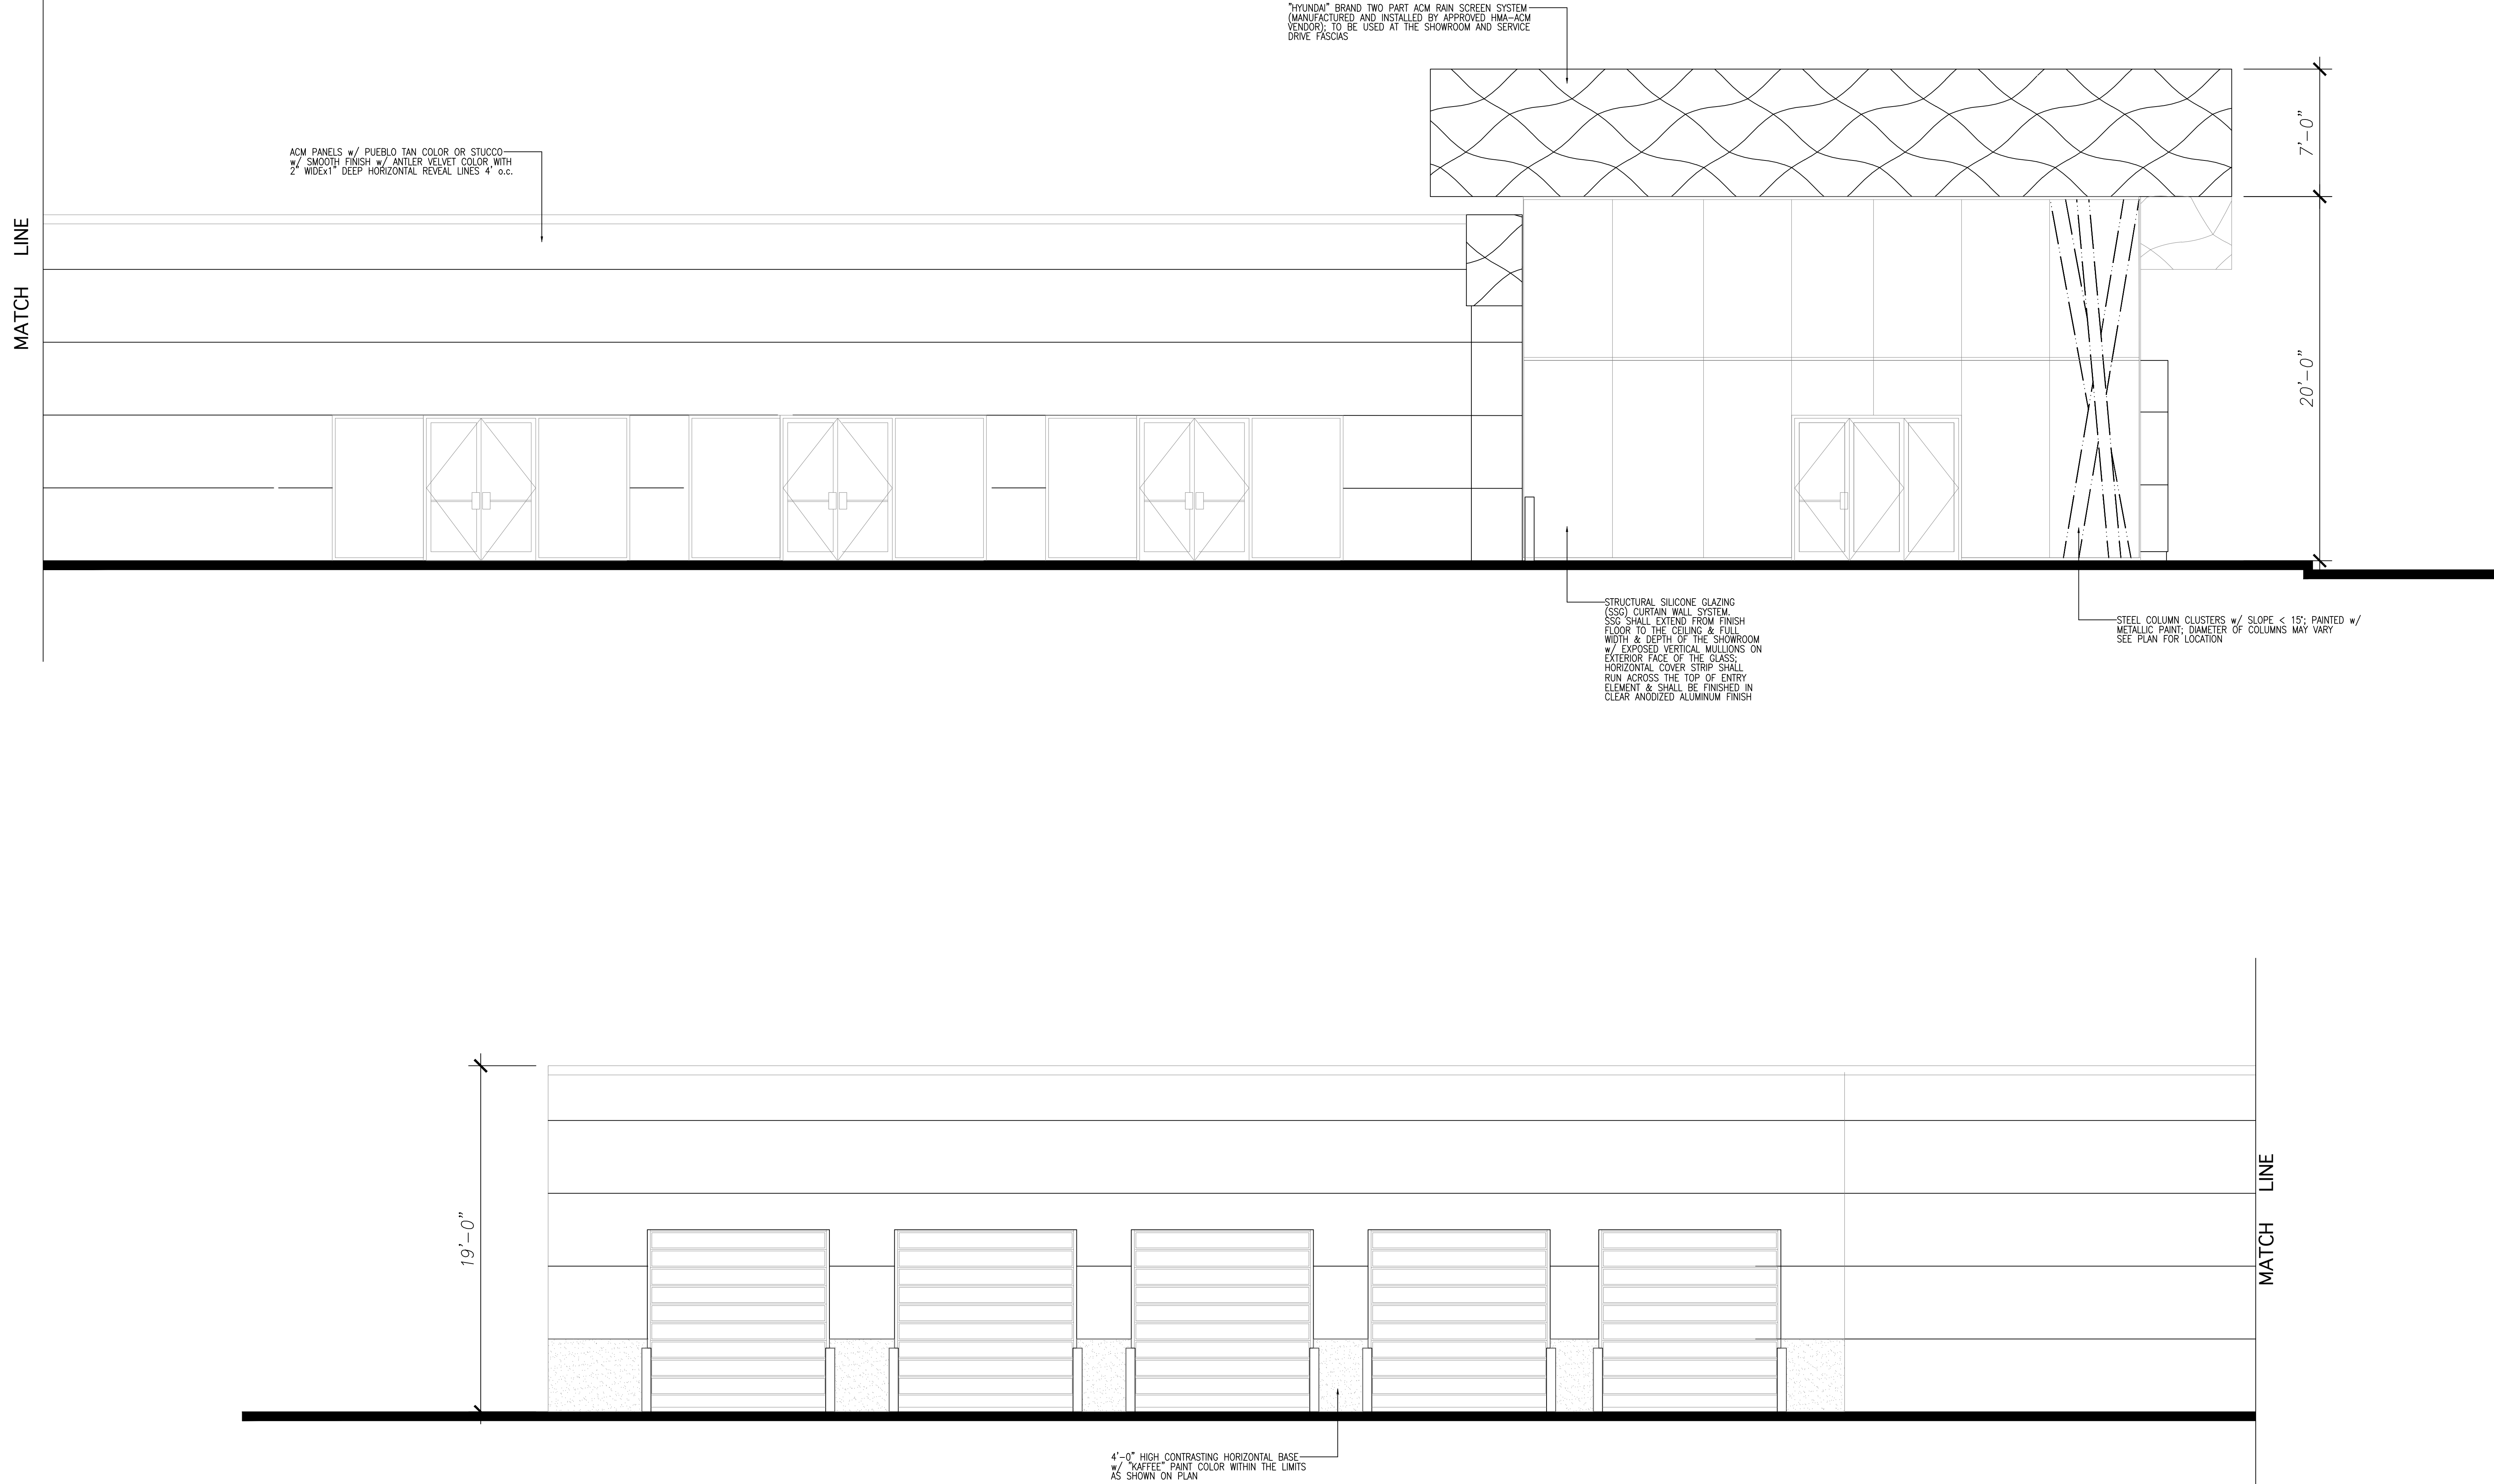 "HYUNDAI" BRAND TWO PART ACM RAIN SCREEN SYSTEM
(MANUFACTURED AND INSTALLED BY APPROVED HMA-ACM
VENDOR); TO BE USED AT THE SHOWROOM AND SERVICE
DRIVE FASCIAS
7'-0"
ACM PANELS w/ PUEBLO TAN COLOR OR STUCCO
w/ SMOOTH FINISH w/ ANTLER VELVET COLOR WITH
2" WIDEx1" DEEP HORIZONTAL REVEAL LINES 4' o.c.
MATCH LINE
20'-0"
STRUCTURAL SILICONE GLAZING
(SSG) CURTAIN WALL SYSTEM.
SSG SHALL EXTEND FROM FINISH
FLOOR TO THE CEILING & FULL
WIDTH & DEPTH OF THE SHOWROOM
w/ EXPOSED VERTICAL MULLIONS ON
EXTERIOR FACE OF THE GLASS;
HORIZONTAL COVER STRIP SHALL
RUN ACROSS THE TOP OF ENTRY
ELEMENT & SHALL BE FINISHED IN
CLEAR ANODIZED ALUMINUM FINISH
STEEL COLUMN CLUSTERS w/ SLOPE < 15°; PAINTED w/
METALLIC PAINT; DIAMETER OF COLUMNS MAY VARY
SEE PLAN FOR LOCATION
19'-0"
MATCH LINE
4'-0" HIGH CONTRASTING HORIZONTAL BASE
w/ "KAFFEE" PAINT COLOR WITHIN THE LIMITS
AS SHOWN ON PLAN